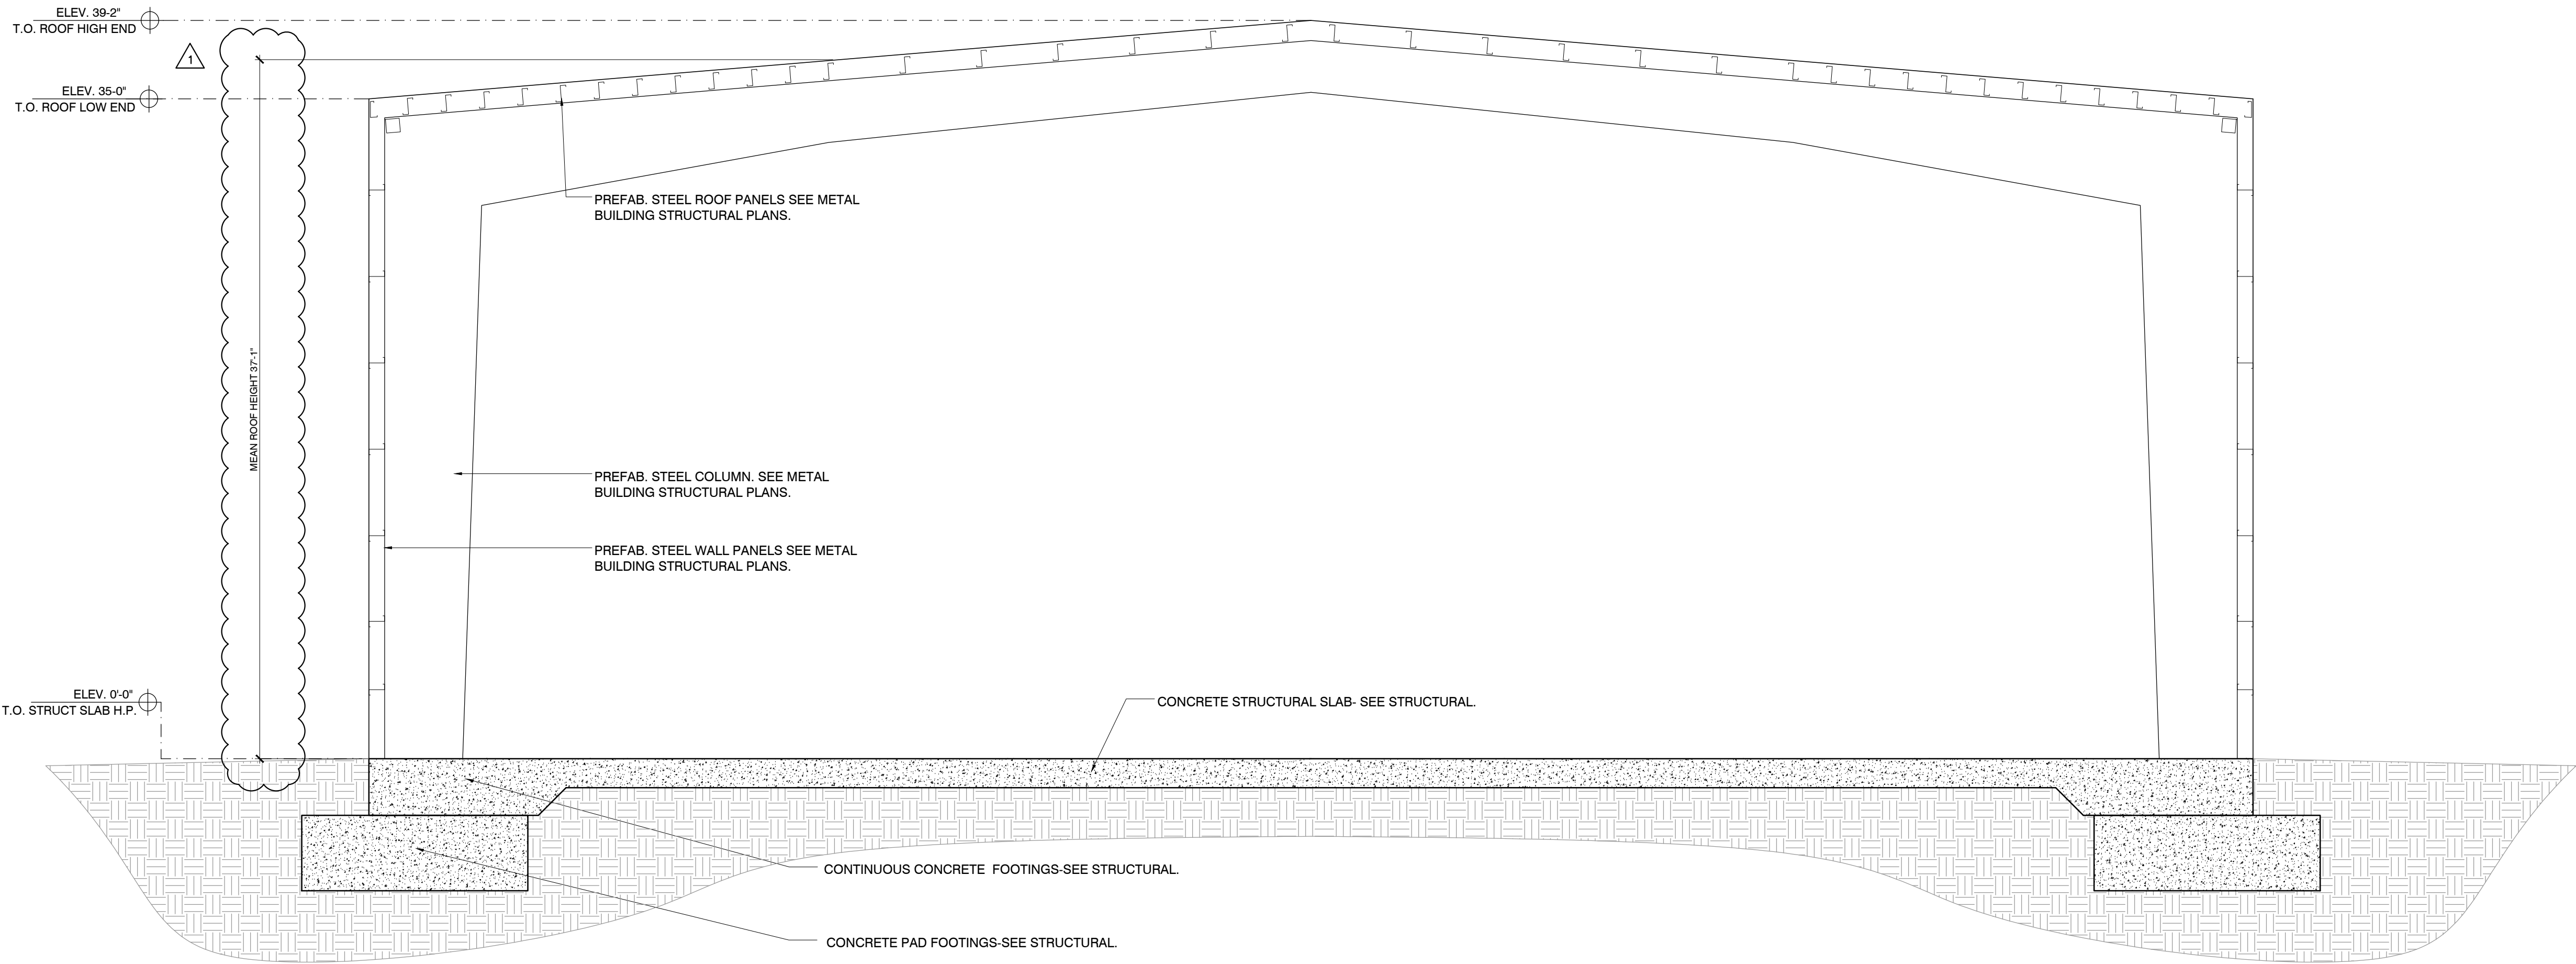 ELEV. 39-2"
T.O. ROOF HIGH END
1
ELEV. 35-0"
T.O. ROOF LOW END
PREFAB. STEEL ROOF PANELS SEE METAL
BUILDING STRUCTURAL PLANS.
MEAN ROOF HEIGHT 37'-1"
PREFAB. STEEL COLUMN. SEE METAL
BUILDING STRUCTURAL PLANS.
PREFAB. STEEL WALL PANELS SEE METAL
BUILDING STRUCTURAL PLANS.
ELEV. 0'-0"
T.O. STRUCT SLAB H.P.
CONCRETE STRUCTURAL SLAB- SEE STRUCTURAL.
CONTINUOUS CONCRETE  FOOTINGS-SEE STRUCTURAL.
CONCRETE PAD FOOTINGS-SEE STRUCTURAL.